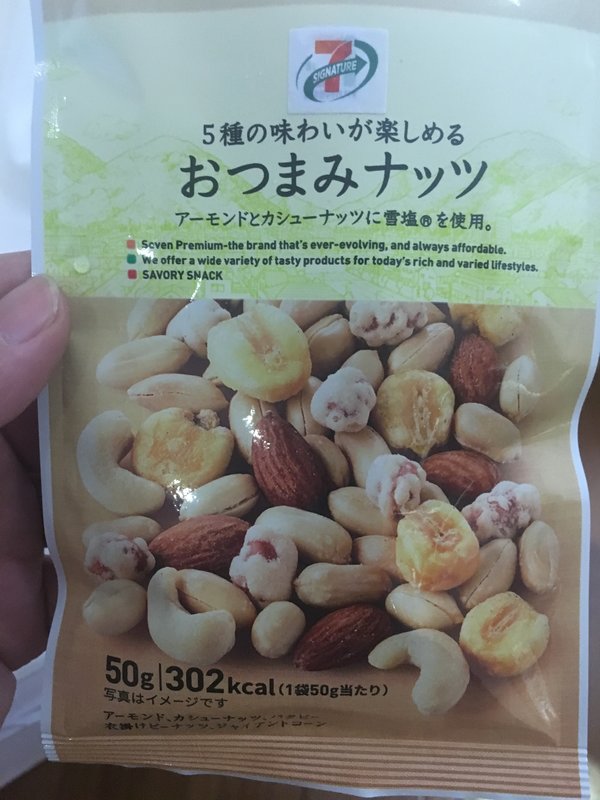 7
SIGNATURE
5種の味わいが楽しめる
おつまみナッツ
アーモンドとカシューナッツに雪塩®を使用。
Seven Premium-the brand that's ever-evolving, and always affordable.
We offer a wide variety of tasty products for today's rich and varied lifestyles.
SAVORY SNACK
50g|302kcal(1袋50g当たり)
写真はイメージです
アーモンド、カシューナッツ、バタピー
衣掛けピーナッツ、ジャイアントコーン